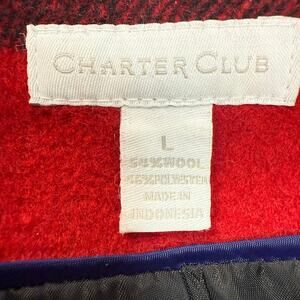 CHARTER CLUB
L
54%WOOL
46%POLYESTER
MADE IN
INDONESIA